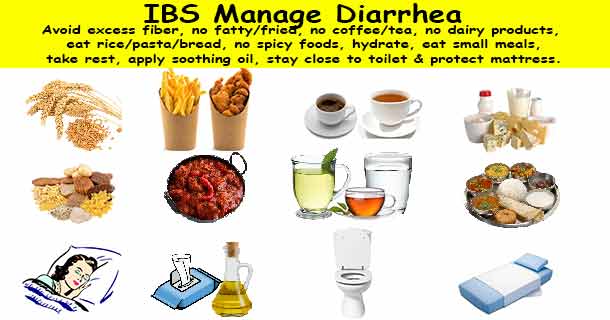 IBS Manage Diarrhea
Avoid excess fiber, no fatty/fried, no coffee/tea, no dairy products,
eat rice/pasta/bread, no spicy foods, hydrate, eat small meals,
take rest, apply soothing oil, stay close to toilet & protect mattress.